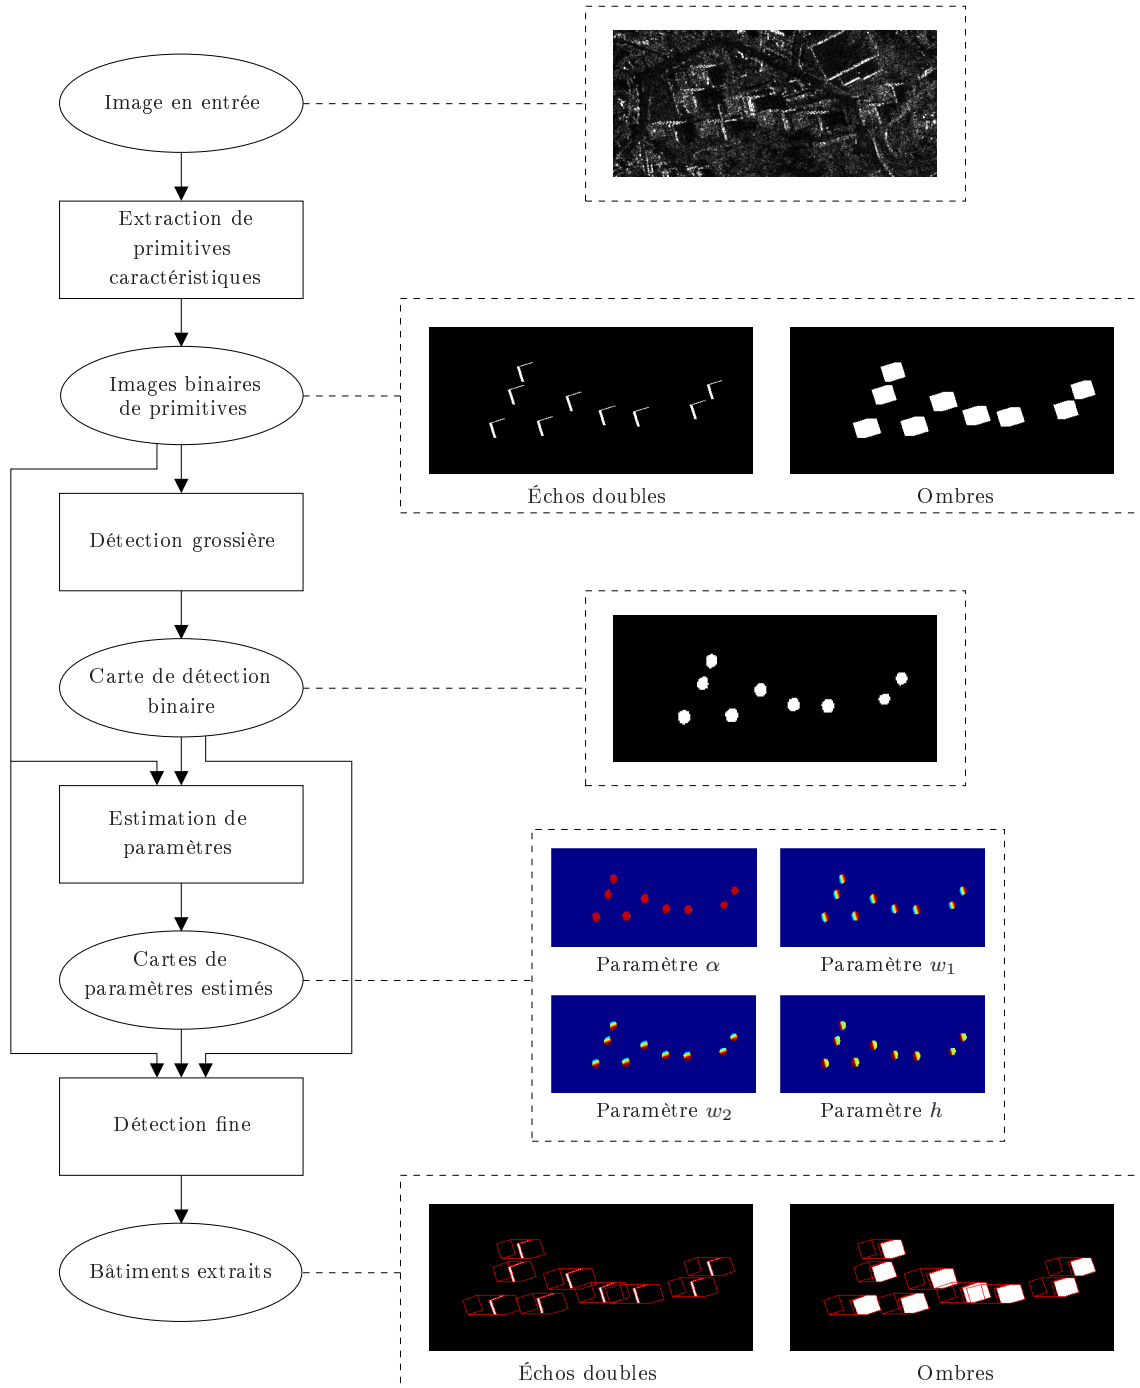 Image en entrée
Extraction de
primitives
caractéristiques
Images binaires
de primitives
Échos doubles
Ombres
Détection grossière
Carte de détection
binaire
Estimation de
paramètres
Cartes de
paramètres estimés
Paramètre α
Paramètre w₁
Paramètre w₂
Paramètre h
Détection fine
Bâtiments extraits
Échos doubles
Ombres